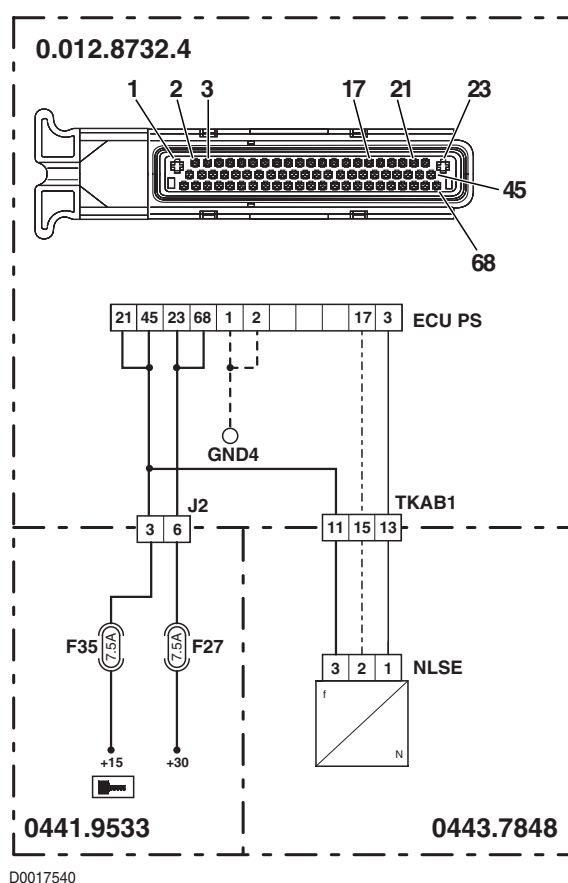 0.012.8732.4
1 2 3 17 21 23
45
68
21 45 23 68 1 2 17 3 ECU PS
GND4
J2 TKAB1
3 6 11 15 13
F35 7.5A 7.5A F27
3 2 1 NLSE
f
N
+15 +30
0441.9533 0443.7848
D0017540